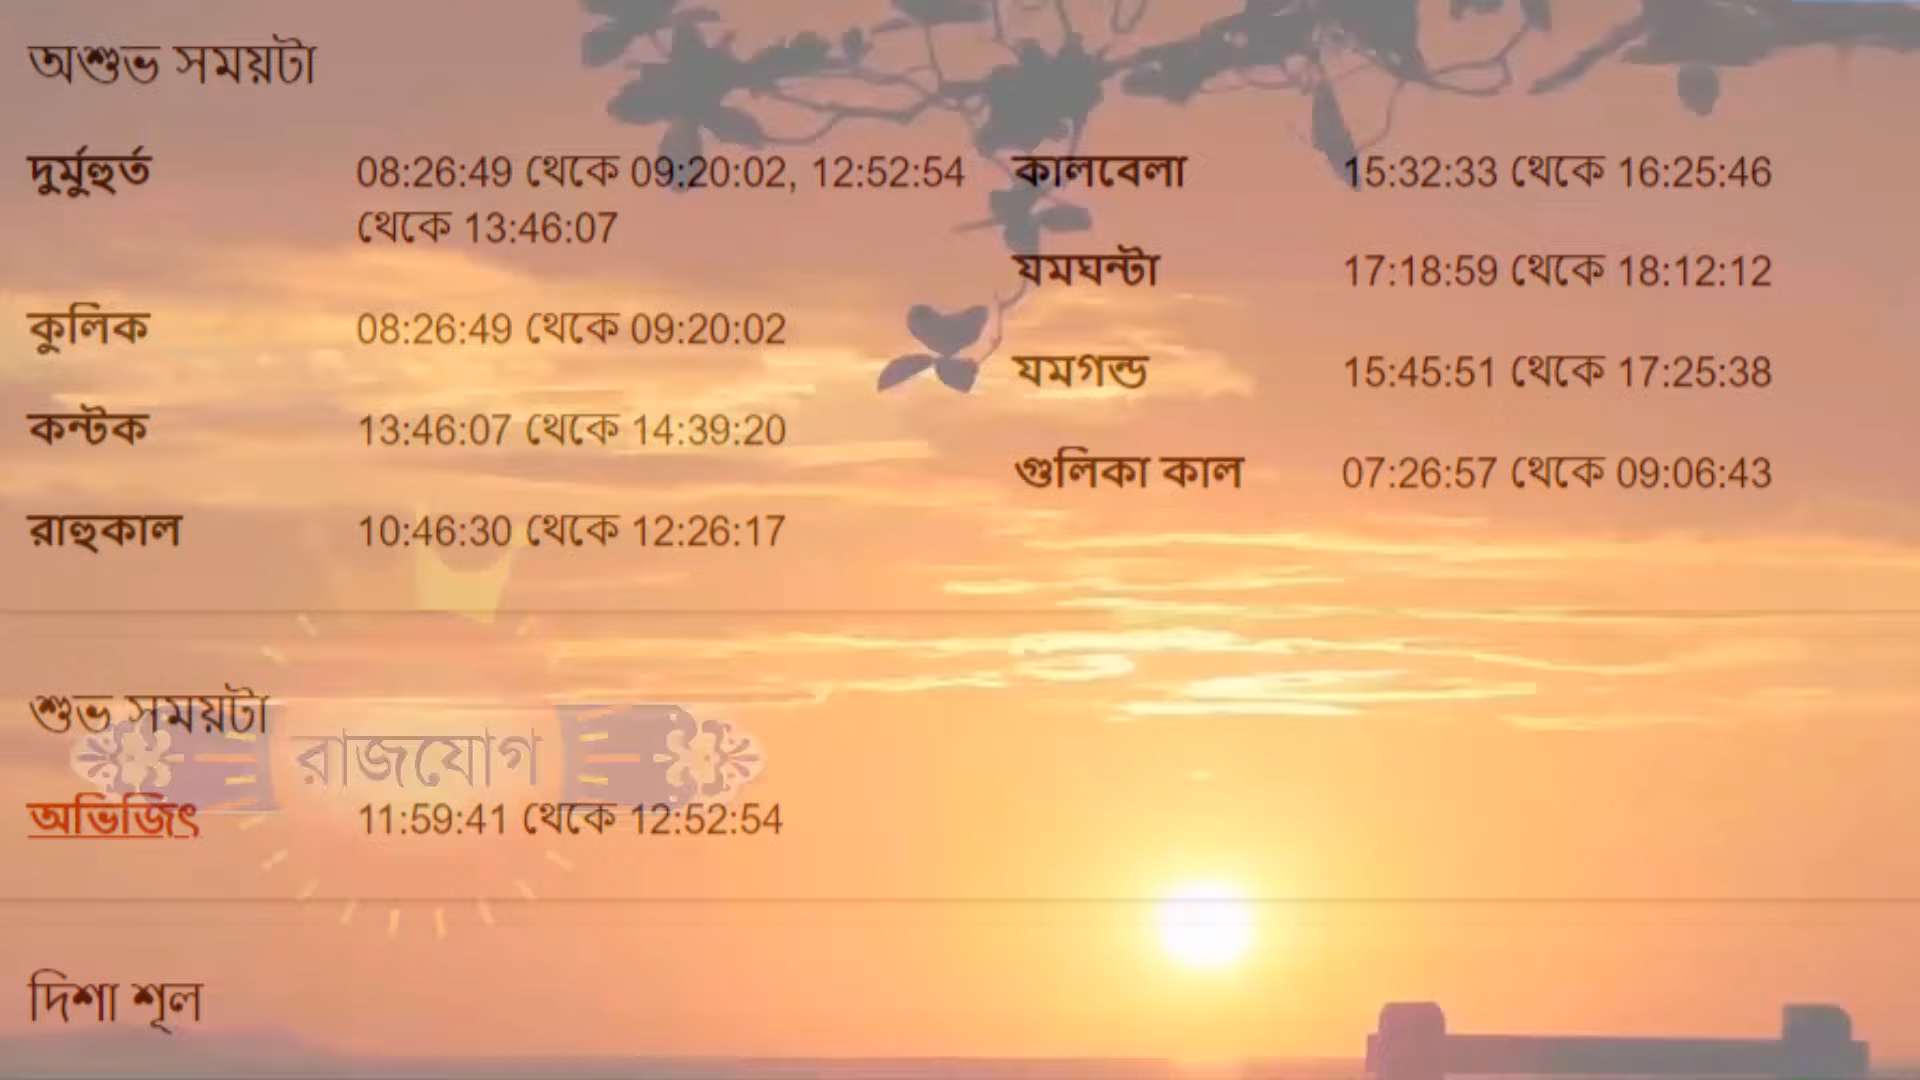 অশুভ সময়টা
দুর্মুহুর্ত 08:26:49 থেকে 09:20:02, 12:52:54 থেকে 13:46:07
কুলিক 08:26:49 থেকে 09:20:02
কন্টক 13:46:07 থেকে 14:39:20
রাহুকাল 10:46:30 থেকে 12:26:17
কালবেলা 15:32:33 থেকে 16:25:46
যমঘন্টা 17:18:59 থেকে 18:12:12
যমগন্ড 15:45:51 থেকে 17:25:38
গুলিকা কাল 07:26:57 থেকে 09:06:43
শুভ সময়টা
রাজযোগ
অভিজিৎ 11:59:41 থেকে 12:52:54
দিশা শূল